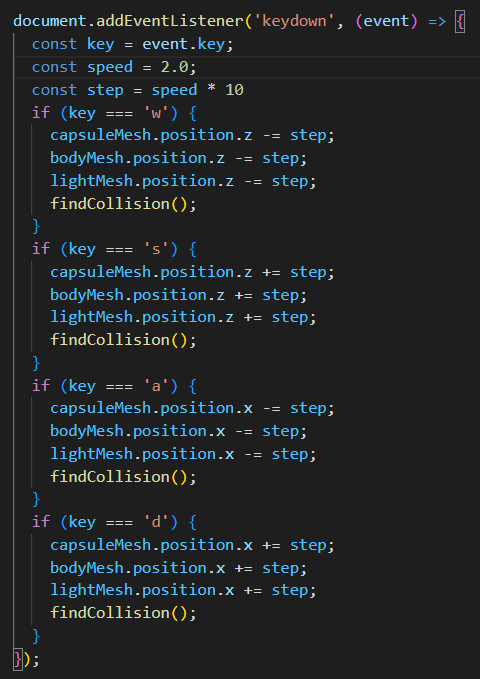 document.addEventListener('keydown', (event) => {
  const key = event.key;
  const speed = 2.0;
  const step = speed * 10
  if (key === 'w') {
    capsuleMesh.position.z -= step;
    bodyMesh.position.z -= step;
    lightMesh.position.z -= step;
    findCollision();
  }
  if (key === 's') {
    capsuleMesh.position.z += step;
    bodyMesh.position.z += step;
    lightMesh.position.z += step;
    findCollision();
  }
  if (key === 'a') {
    capsuleMesh.position.x -= step;
    bodyMesh.position.x -= step;
    lightMesh.position.x -= step;
    findCollision();
  }
  if (key === 'd') {
    capsuleMesh.position.x += step;
    bodyMesh.position.x += step;
    lightMesh.position.x += step;
    findCollision();
  }
});